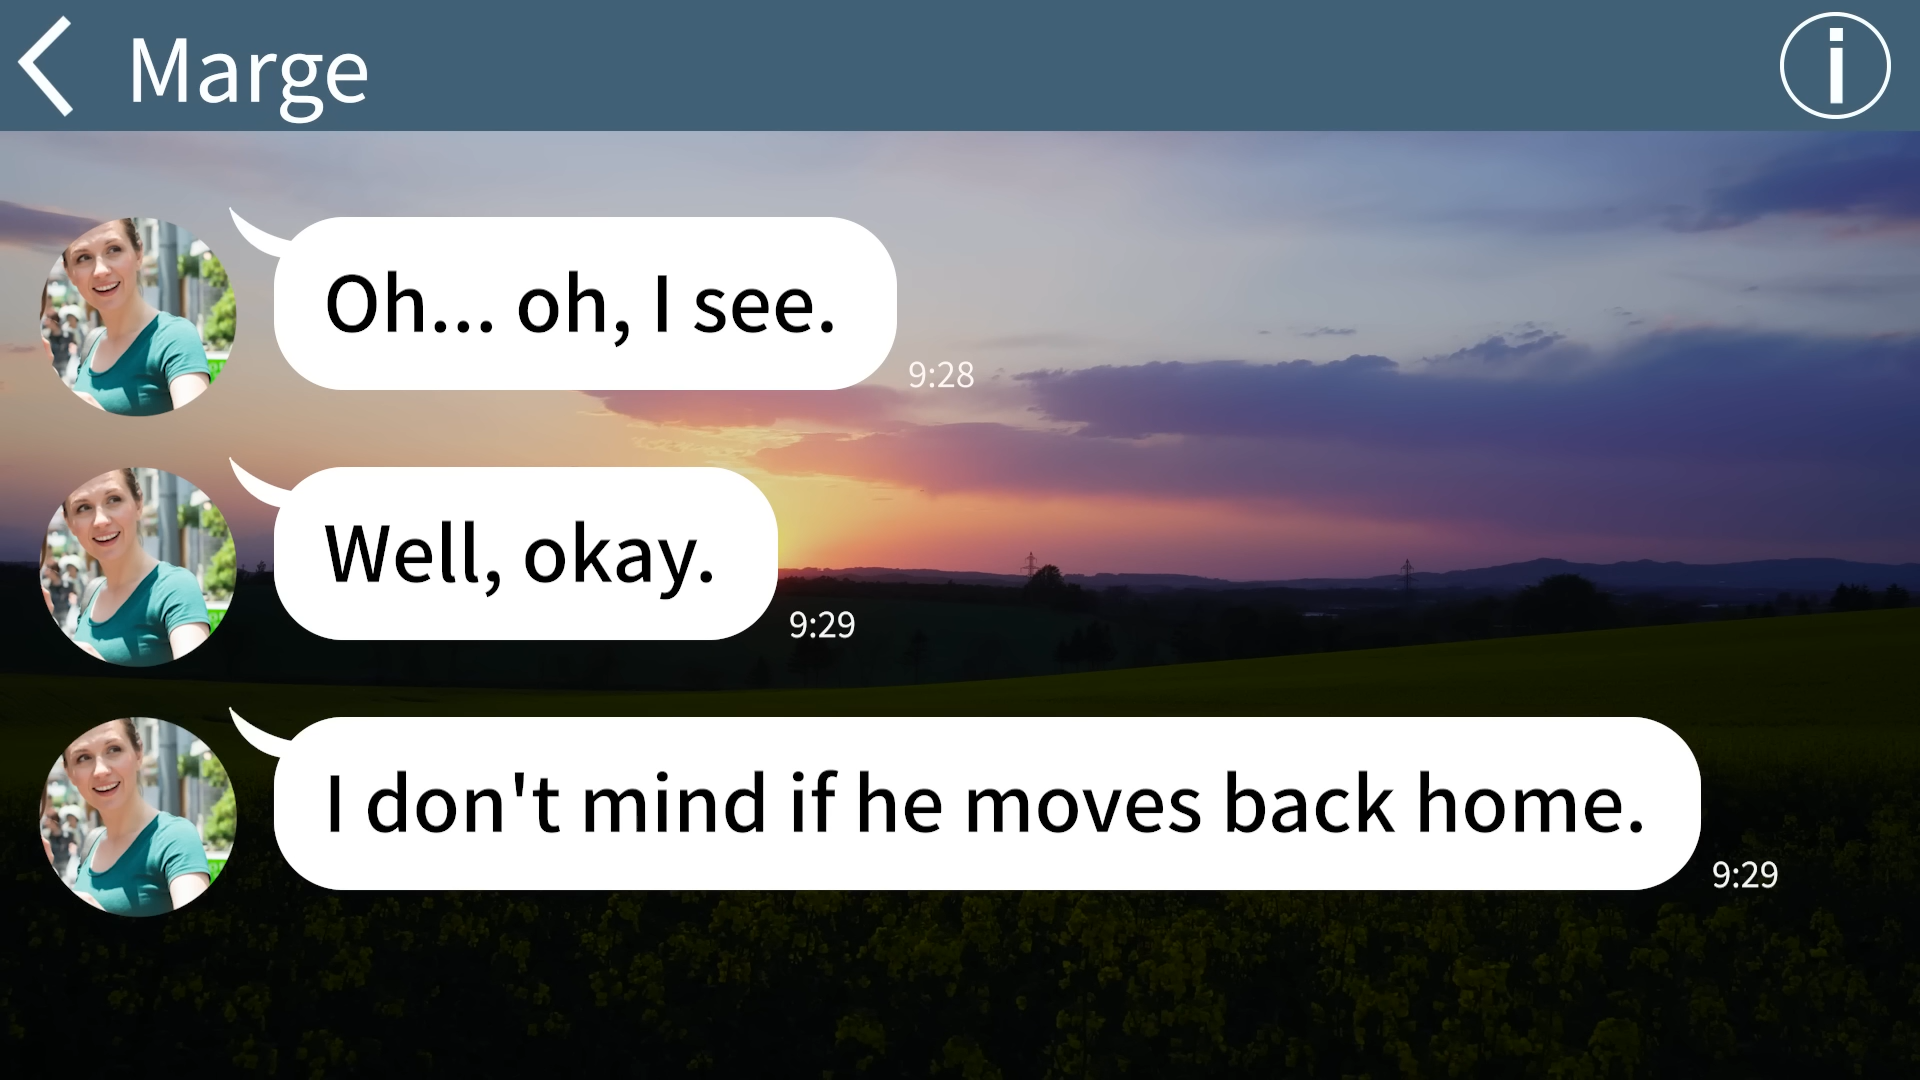 Marge
Oh... oh, I see.
9:28
Well, okay.
9:29
I don't mind if he moves back home.
9:29